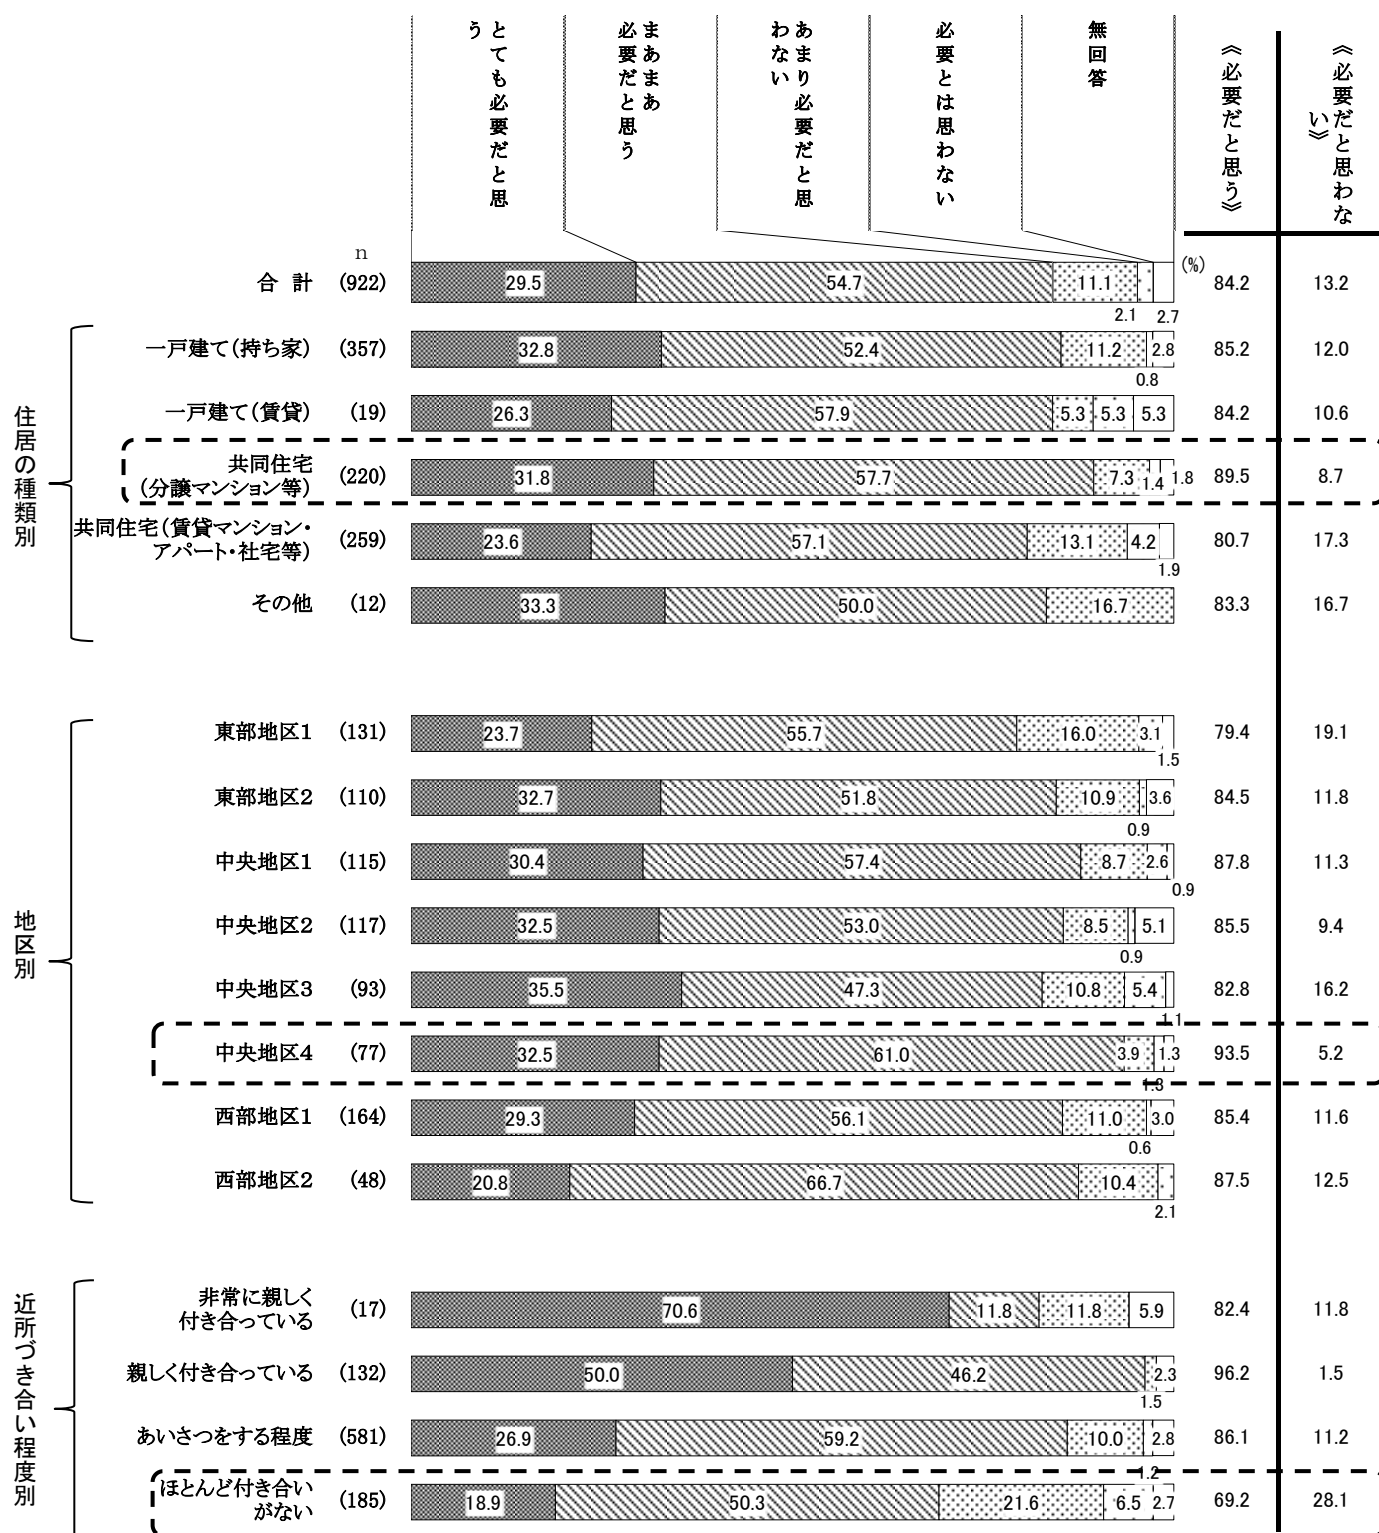 とても必要だと思
う
まあまあ
必要だと思う
あまり必要だと思
わない
必要とは思わない
無回答
《必要だと思う》
《必要だと思わな
い》
n
(%)
合 計 (922) 29.5 54.7 11.1 2.1 2.7 84.2 13.2
住居の種類別
一戸建て(持ち家) (357) 32.8 52.4 11.2 0.8 2.8 85.2 12.0
一戸建て(賃貸) (19) 26.3 57.9 5.3 5.3 5.3 84.2 10.6
共同住宅
(分譲マンション等) (220) 31.8 57.7 7.3 1.4 1.8 89.5 8.7
共同住宅(賃貸マンション・
アパート・社宅等) (259) 23.6 57.1 13.1 4.2 1.9 80.7 17.3
その他 (12) 33.3 50.0 16.7 83.3 16.7
地区別
東部地区1 (131) 23.7 55.7 16.0 3.1 1.5 79.4 19.1
東部地区2 (110) 32.7 51.8 10.9 0.9 3.6 84.5 11.8
中央地区1 (115) 30.4 57.4 8.7 2.6 0.9 87.8 11.3
中央地区2 (117) 32.5 53.0 8.5 0.9 5.1 85.5 9.4
中央地区3 (93) 35.5 47.3 10.8 5.4 1.1 82.8 16.2
中央地区4 (77) 32.5 61.0 3.9 1.3 1.3 93.5 5.2
西部地区1 (164) 29.3 56.1 11.0 0.6 3.0 85.4 11.6
西部地区2 (48) 20.8 66.7 10.4 2.1 87.5 12.5
近所づき合い程度別
非常に親しく
付き合っている (17) 70.6 11.8 11.8 5.9 82.4 11.8
親しく付き合っている (132) 50.0 46.2 1.5 2.3 96.2 1.5
あいさつをする程度 (581) 26.9 59.2 10.0 1.2 2.8 86.1 11.2
ほとんど付き合い
がない (185) 18.9 50.3 21.6 6.5 2.7 69.2 28.1